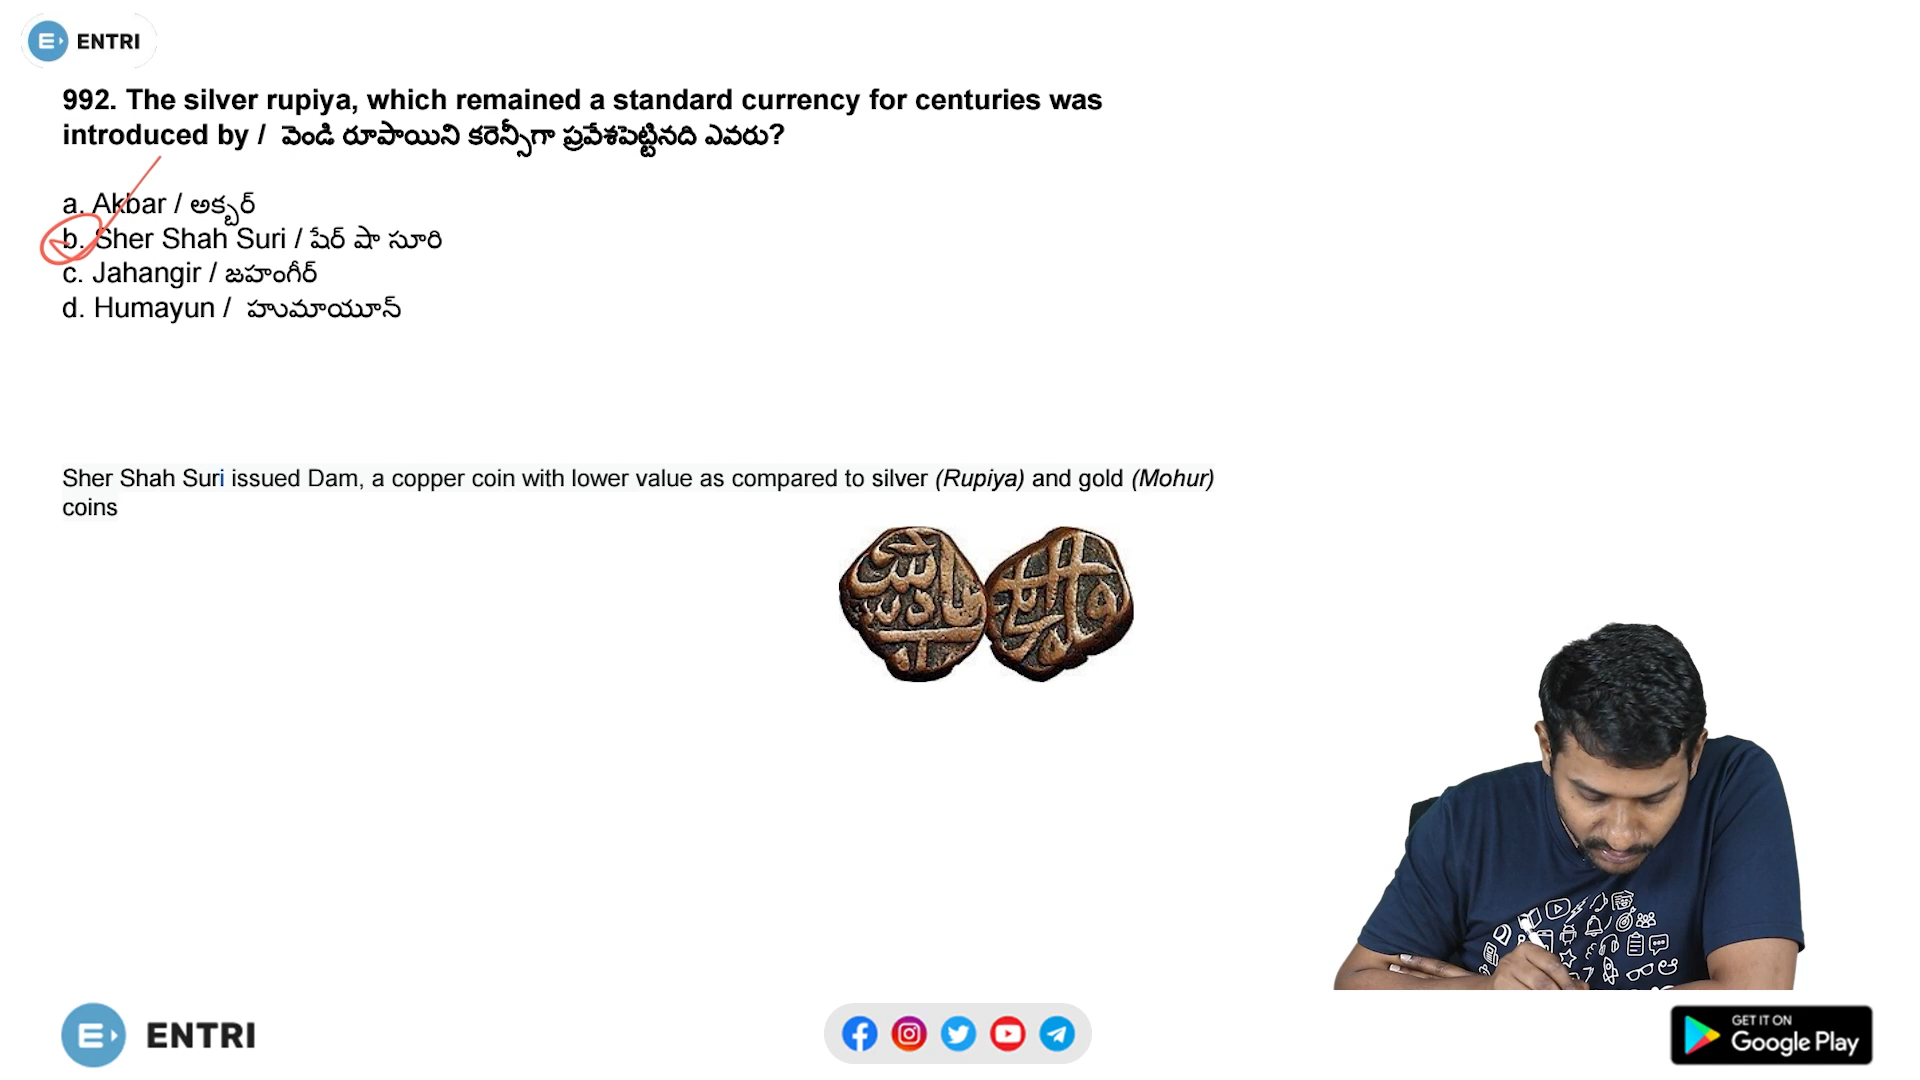 ENTRI
992. The silver rupiya, which remained a standard currency for centuries was
introduced by / వెండి రూపాయిని కరెన్సీగా ప్రవేశపెట్టినది ఎవరు?
a. Akbar / అక్బర్
b. Sher Shah Suri / షేర్ షా సూరి
c. Jahangir / జహంగీర్
d. Humayun / హుమాయూన్
Sher Shah Suri issued Dam, a copper coin with lower value as compared to silver (Rupiya) and gold (Mohur)
coins
ENTRI
GET IT ON
Google Play